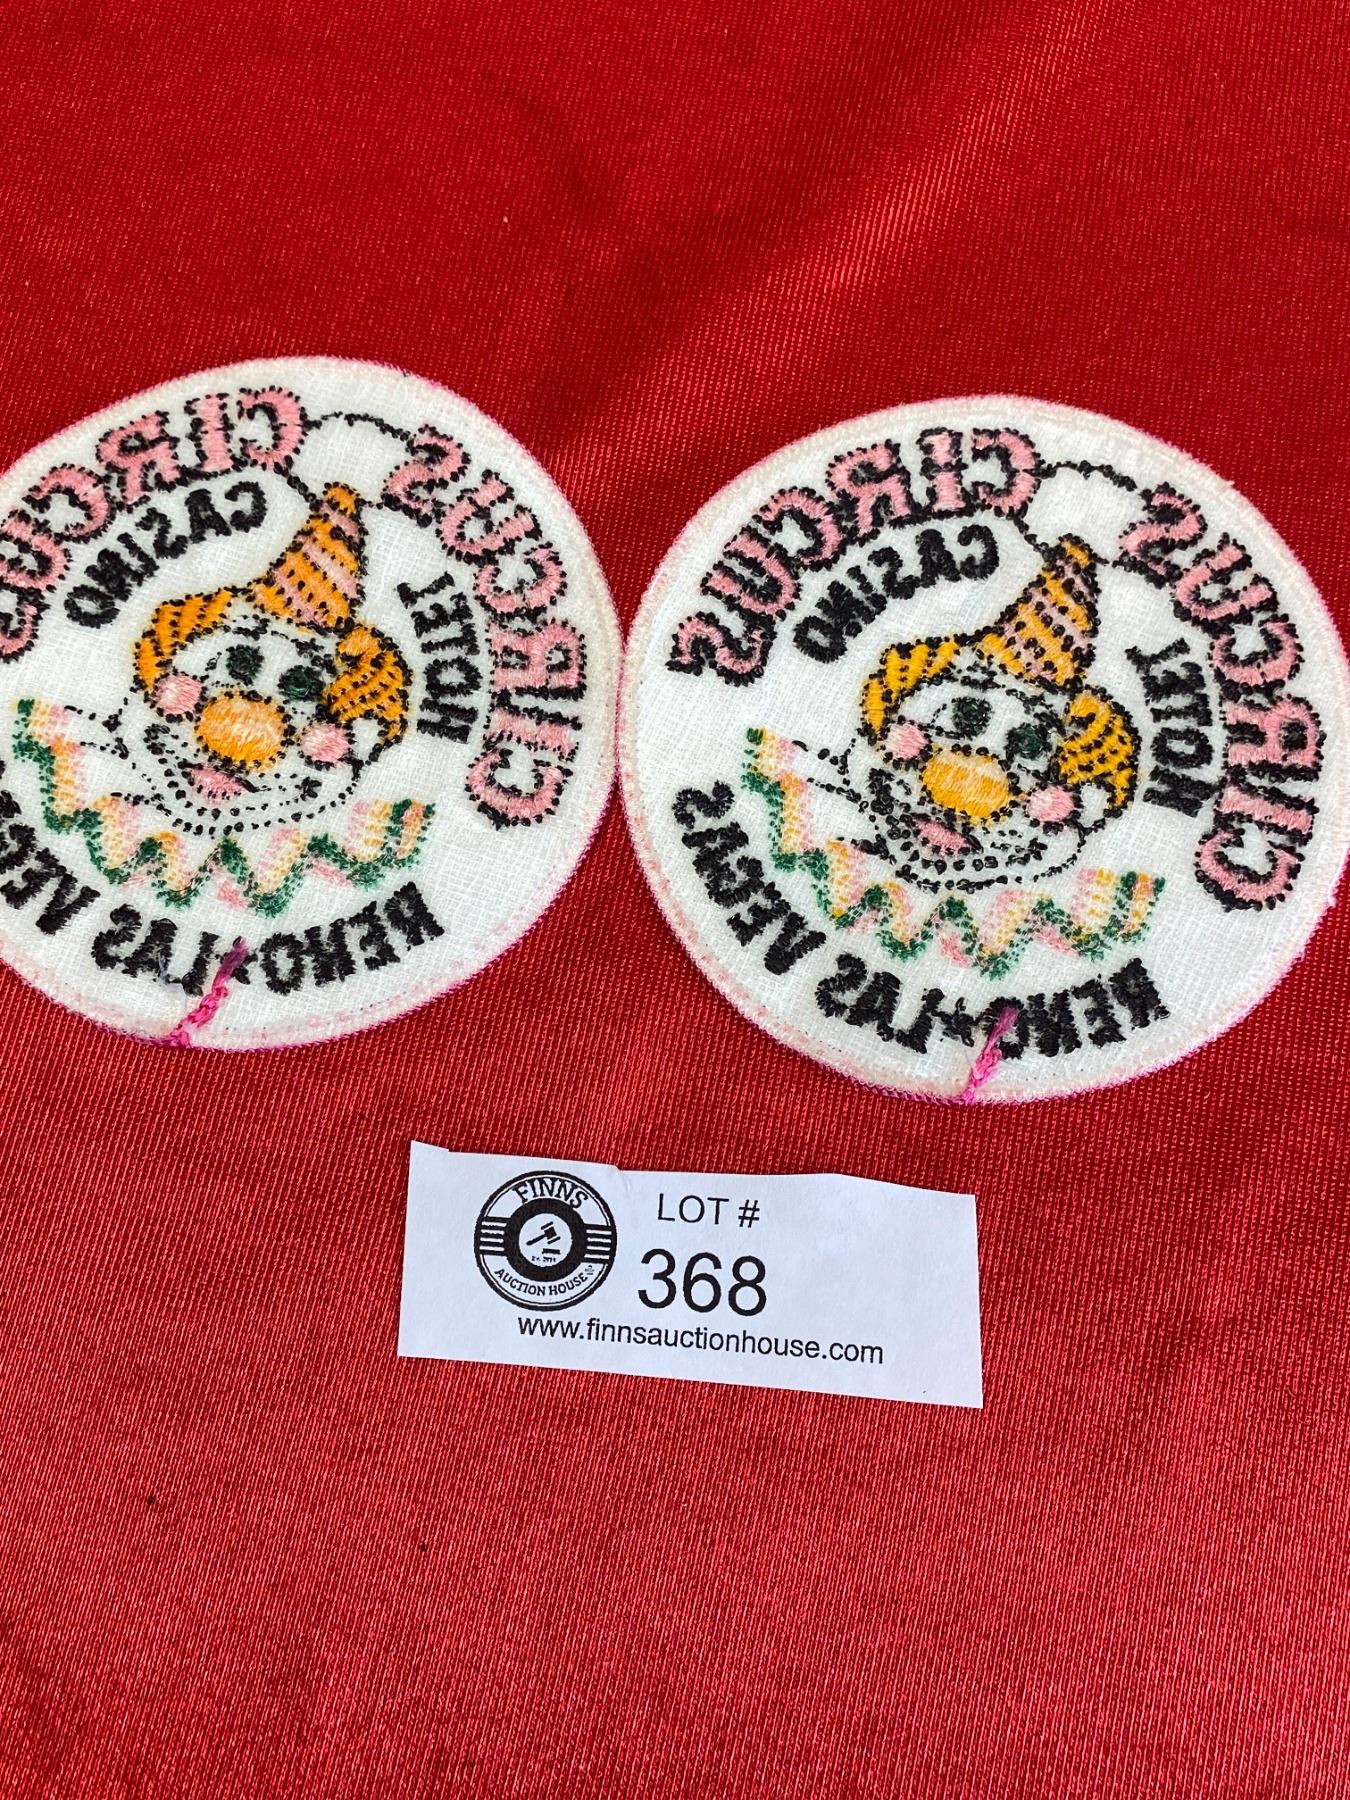 CIRCUS CIRCUS
HOTEL CASINO
RENO★LAS VEGAS
CIRCUS CIRCUS
HOTEL CASINO
RENO★LAS VEGAS
FINNS
AUCTION HOUSE
LOT #
368
www.finnsauctionhouse.com